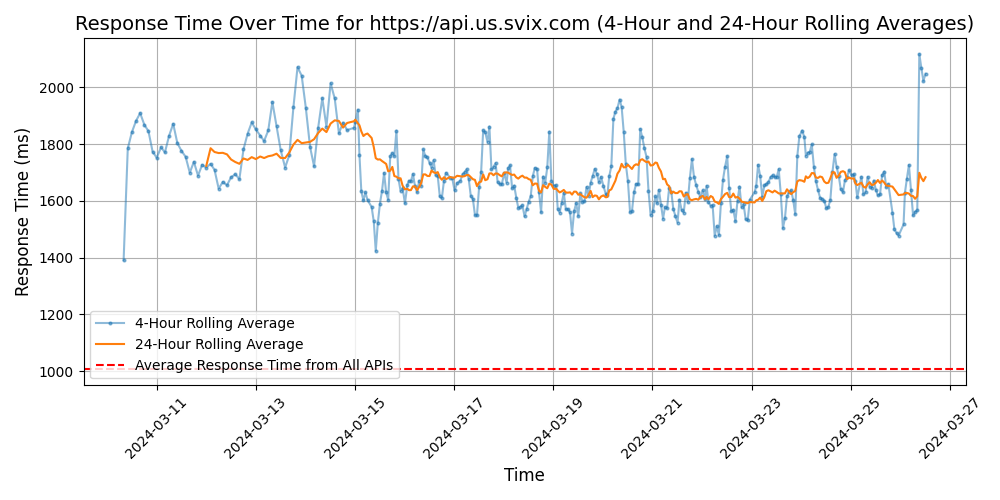 Response Time Over Time for https://api.us.svix.com (4-Hour and 24-Hour Rolling Averages)
Response Time (ms)
2000
1800
1600
1400
1200
1000
4-Hour Rolling Average
24-Hour Rolling Average
Average Response Time from All APIs
2024-03-11
2024-03-13
2024-03-15
2024-03-17
2024-03-19
2024-03-21
2024-03-23
2024-03-25
2024-03-27
Time